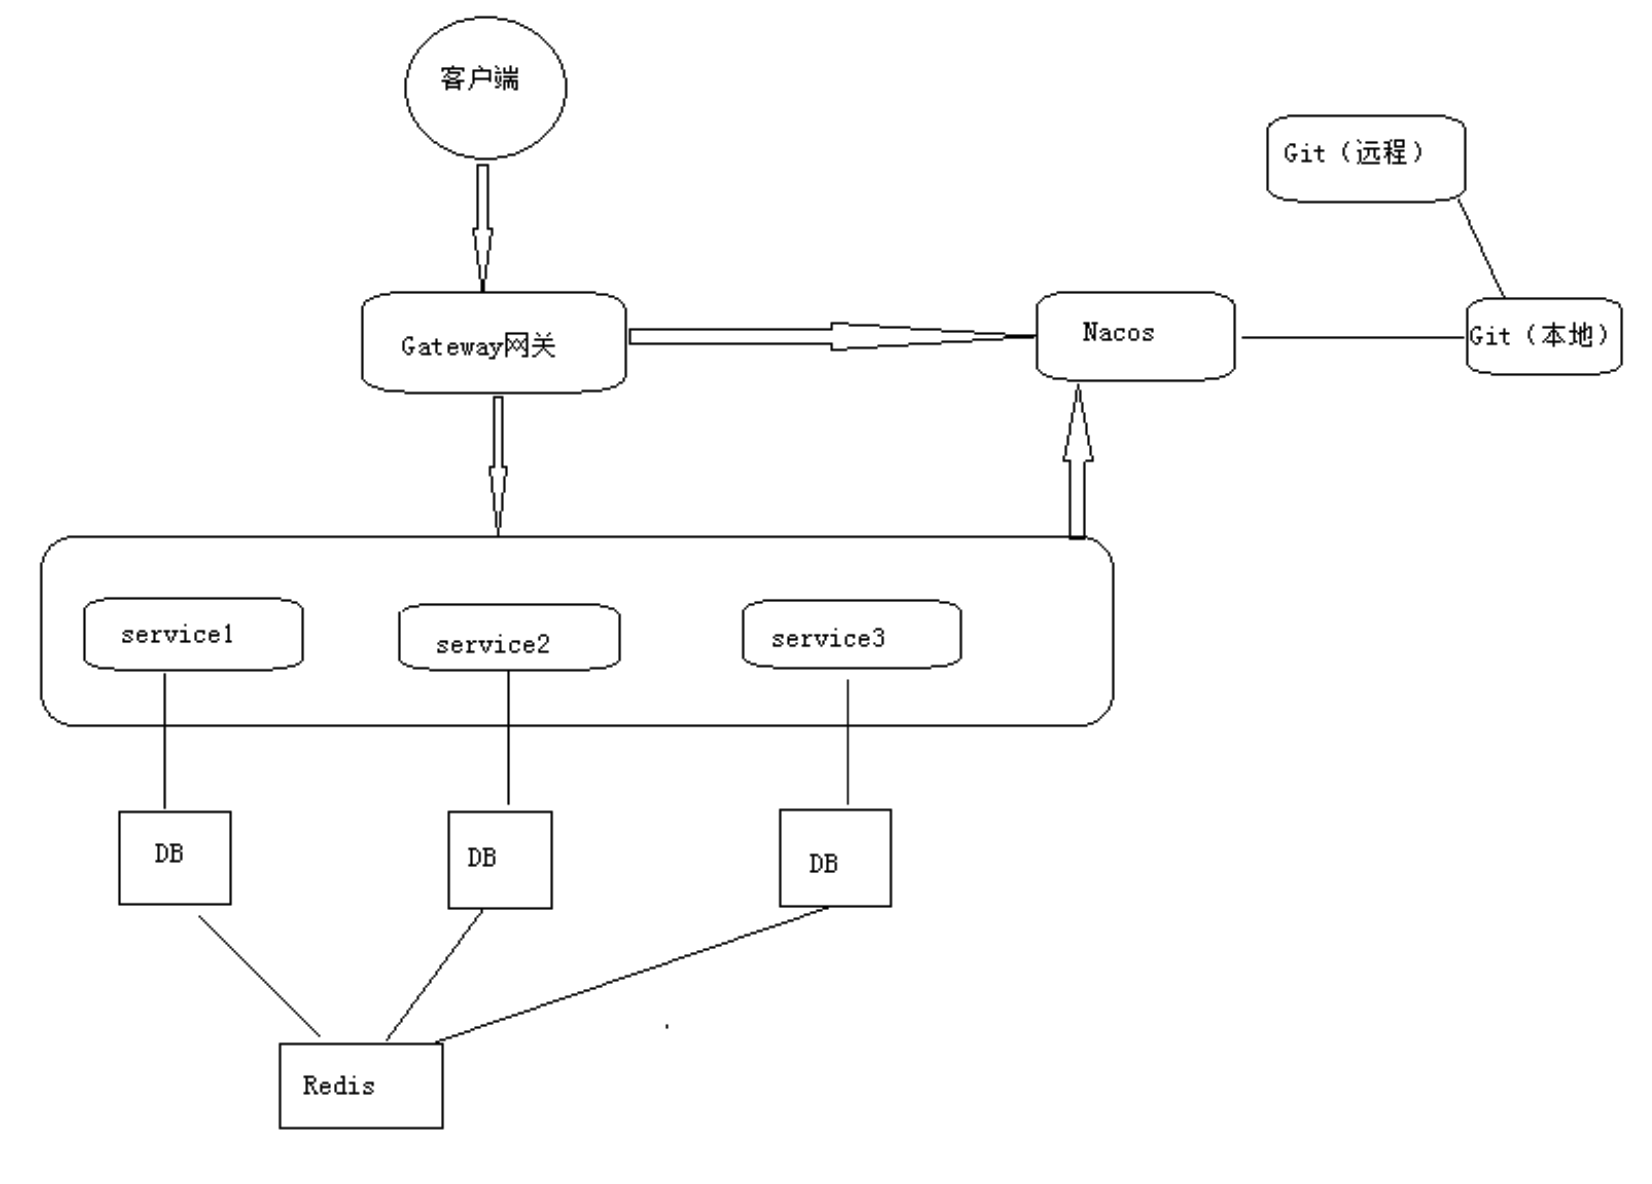 客户端
Git（远程）
Gateway网关
Nacos
Git（本地）
service1
service2
service3
DB
DB
DB
Redis